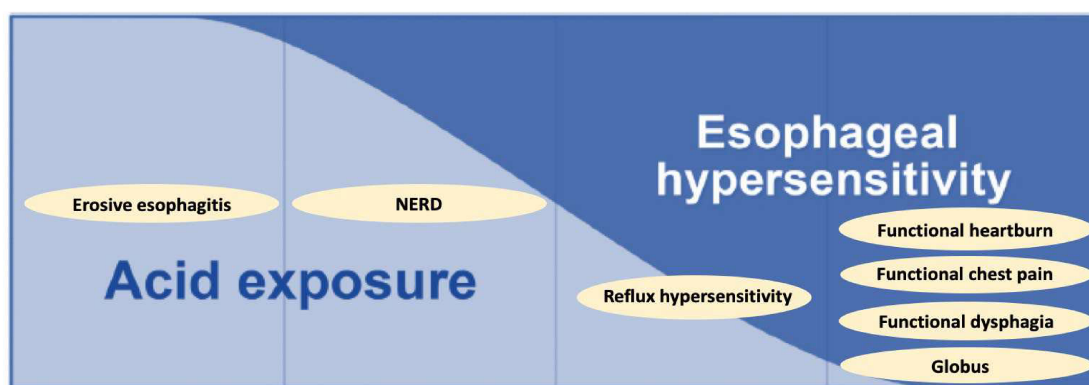 Esophageal
hypersensitivity
Erosive esophagitis
NERD
Functional heartburn
Acid exposure
Reflux hypersensitivity
Functional chest pain
Functional dysphagia
Globus